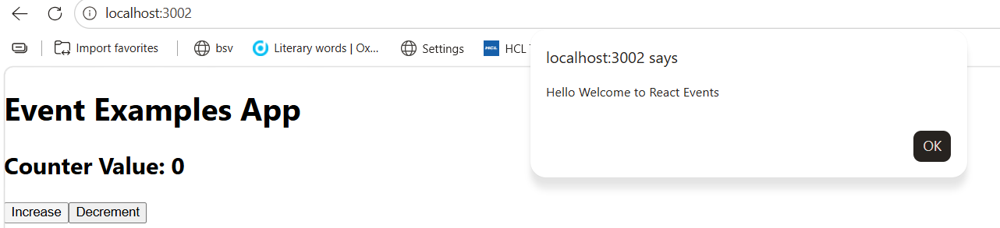 localhost:3002
Import favorites
bsv
Literary words | Ox...
Settings
HCL
localhost:3002 says
Hello Welcome to React Events
OK
Event Examples App
Counter Value: 0
Increase
Decrement